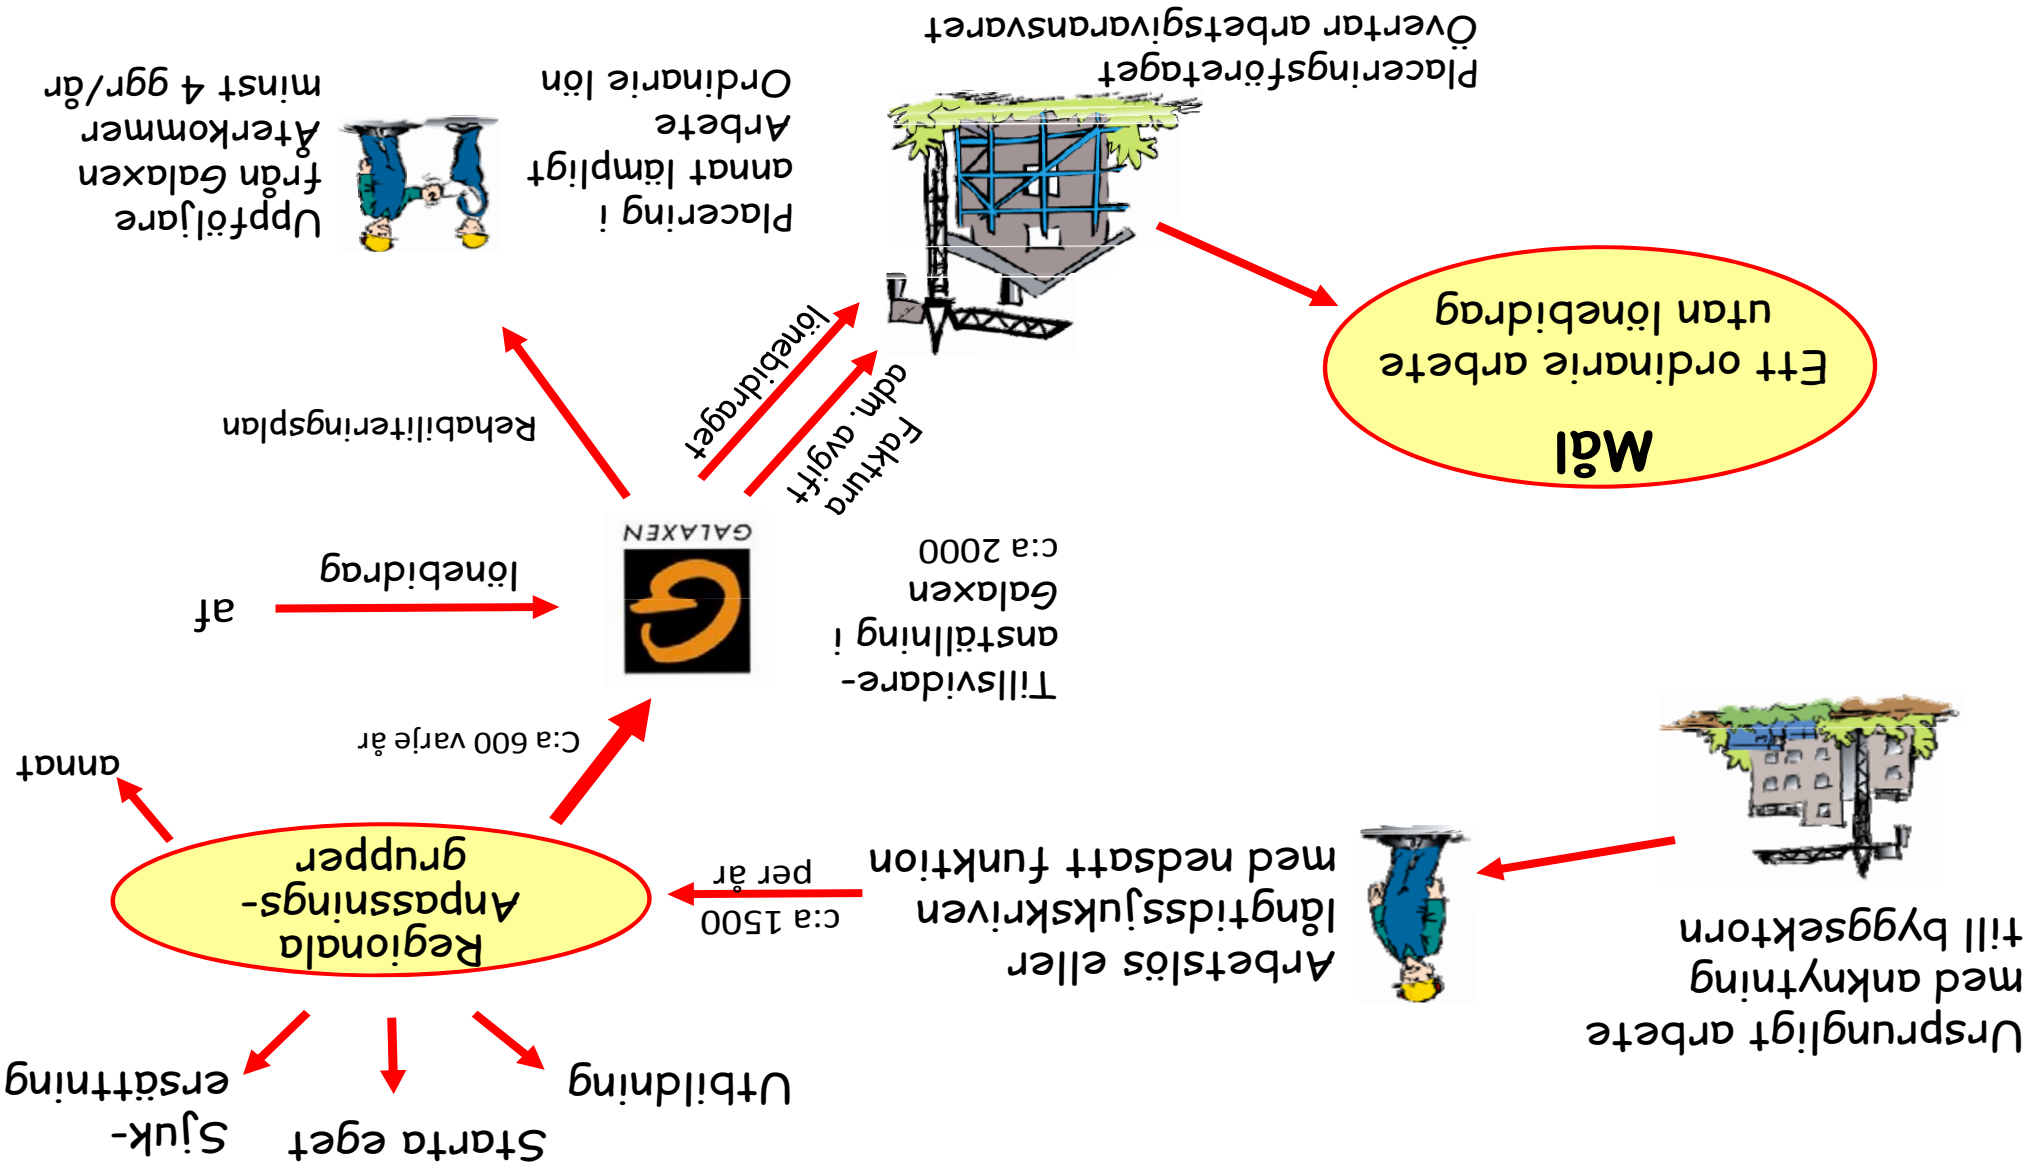 Sjuk-
ersättning
Starta eget
Utbildning
Ursprungligt arbete
med anknytning
till byggsektorn
Arbetslös eller
långtidssjukskriven
med nedsatt funktion
c:a 1500
per år
Regionala
Anpassnings-
grupper
annat
C:a 600 varje år
Tillsvidare-
anställning i
Galaxen
c:a 2000
af
lönebidrag
GALAXEN
Rehabiliteringsplan
Faktura
adm. avgift
lönebidraget
Mål
Ett ordinarie arbete
utan lönebidrag
Uppföljare
från Galaxen
Återkommer
minst 4 ggr/år
Placering i
annat lämpligt
Arbete
Ordinarie lön
Placeringsföretaget
Övertar arbetsgivaransvaret